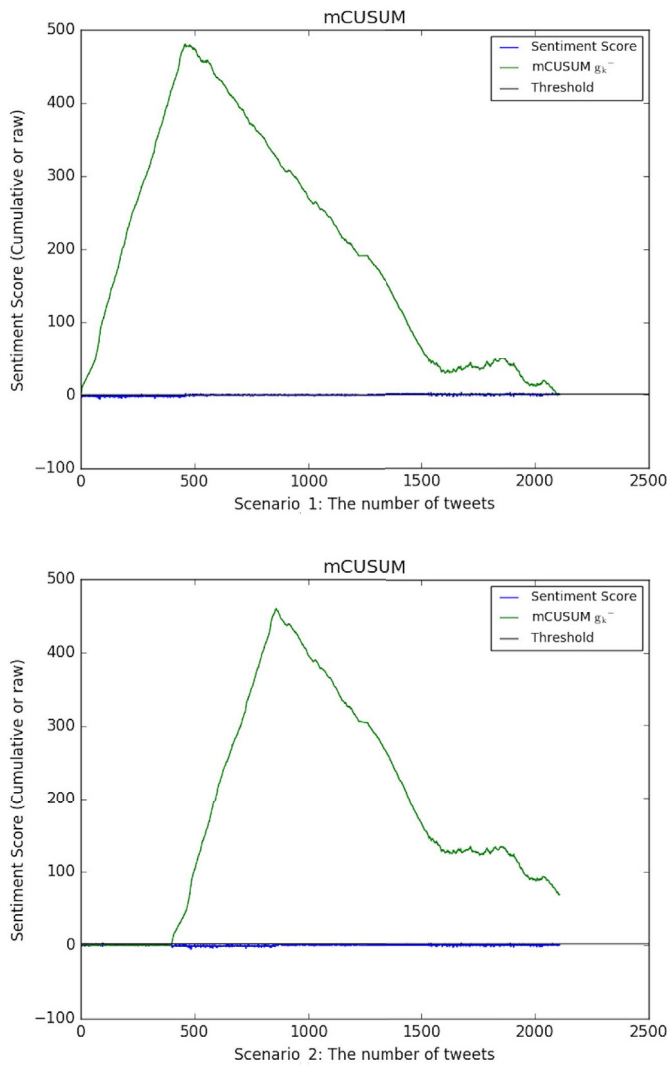 mCUSUM
500
400
300
200
100
0
−100
Sentiment Score (Cumulative or raw)
Sentiment Score
mCUSUM gₖ⁻
Threshold
0 500 1000 1500 2000 2500
Scenario 1: The number of tweets
mCUSUM
500
400
300
200
100
0
−100
Sentiment Score (Cumulative or raw)
Sentiment Score
mCUSUM gₖ⁻
Threshold
0 500 1000 1500 2000 2500
Scenario 2: The number of tweets